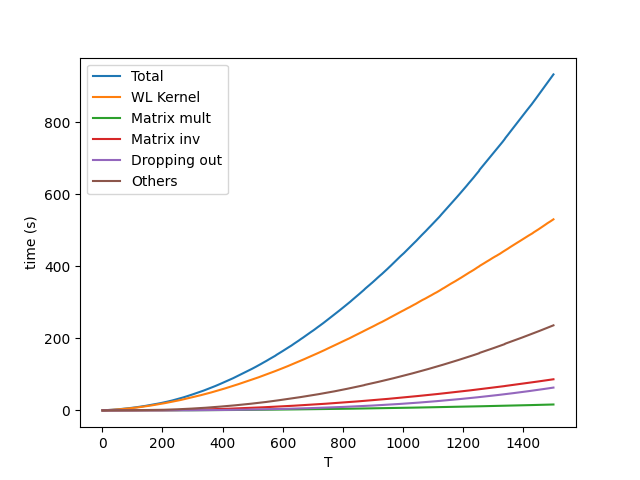 Total
WL Kernel
Matrix mult
Matrix inv
Dropping out
Others
time (s)
800
600
400
200
0
0 200 400 600 800 1000 1200 1400
T